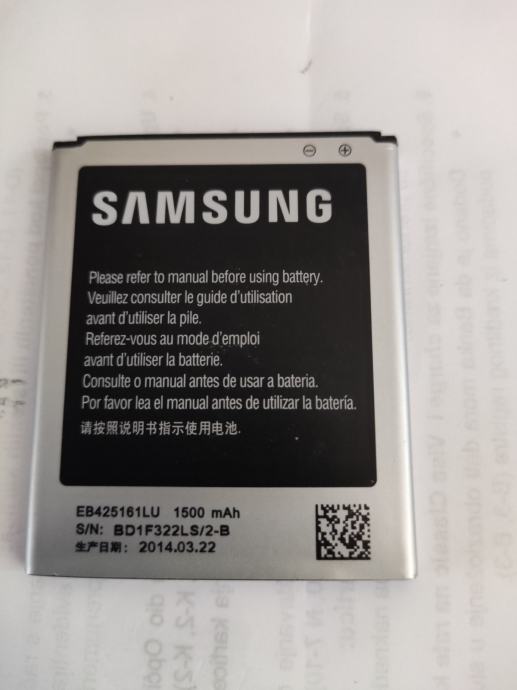 SAMSUNG
Please refer to manual before using battery.
Veuillez consulter le guide d'utilisation
avant d'utiliser la pile.
Referez-vous au mode d'emploi
avant d'utiliser la batterie.
Consulte o manual antes de usar a bateria.
Por favor lea el manual antes de utilizar la batería.
请按照说明书指示使用电池.
EB425161LU 1500 mAh
S/N: BD1F322LS/2-B
生产日期: 2014.03.22